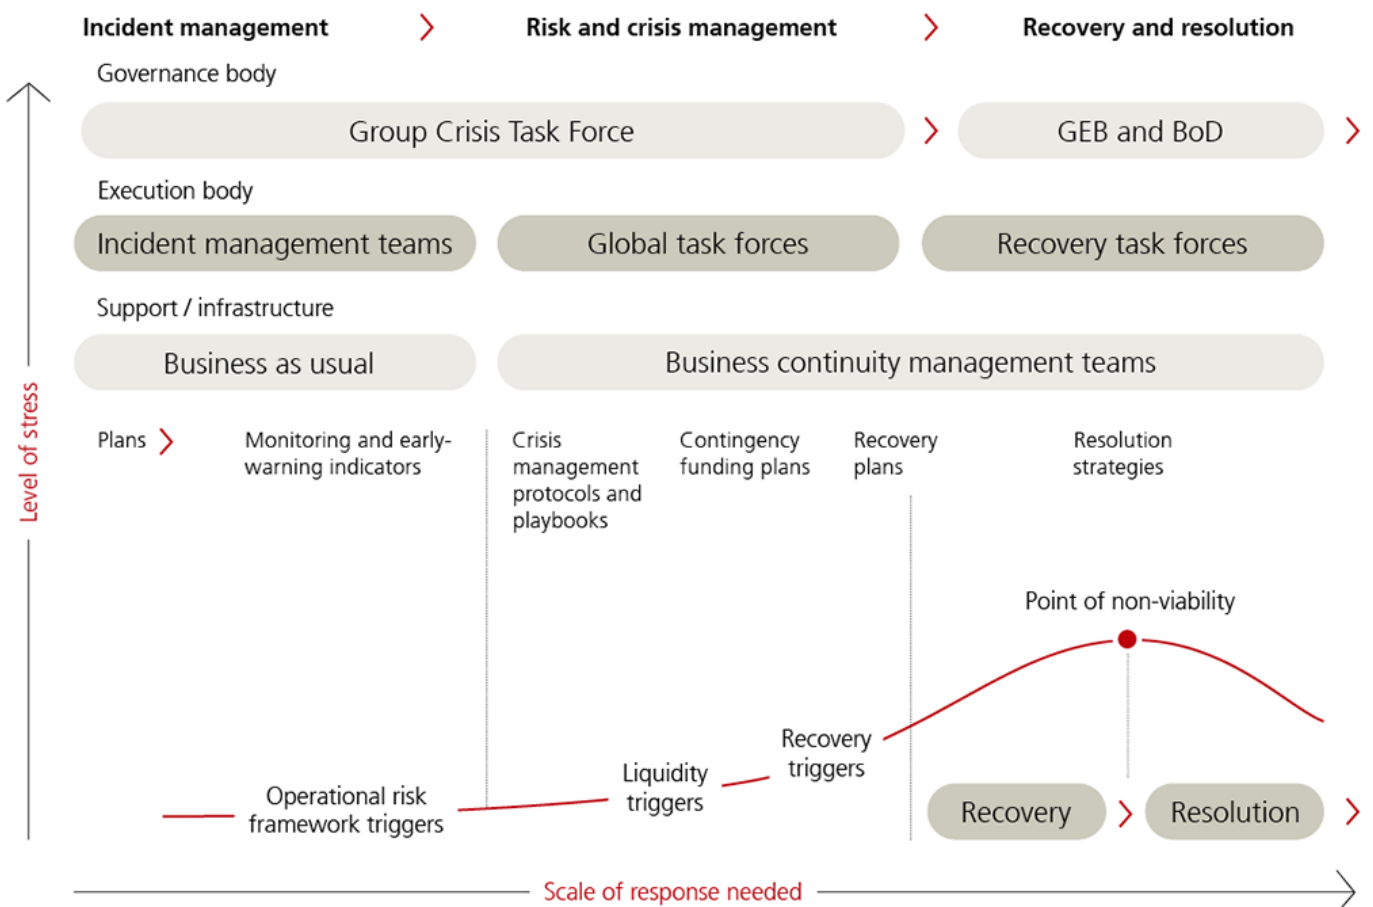 Incident management
Risk and crisis management
Recovery and resolution
Governance body
Group Crisis Task Force
GEB and BoD
Execution body
Incident management teams
Global task forces
Recovery task forces
Support / infrastructure
Business as usual
Business continuity management teams
Level of stress
Plans
Monitoring and early-
warning indicators
Crisis
management
protocols and
playbooks
Contingency
funding plans
Recovery
plans
Resolution
strategies
Point of non-viability
Operational risk
framework triggers
Liquidity
triggers
Recovery
triggers
Recovery
Resolution
Scale of response needed